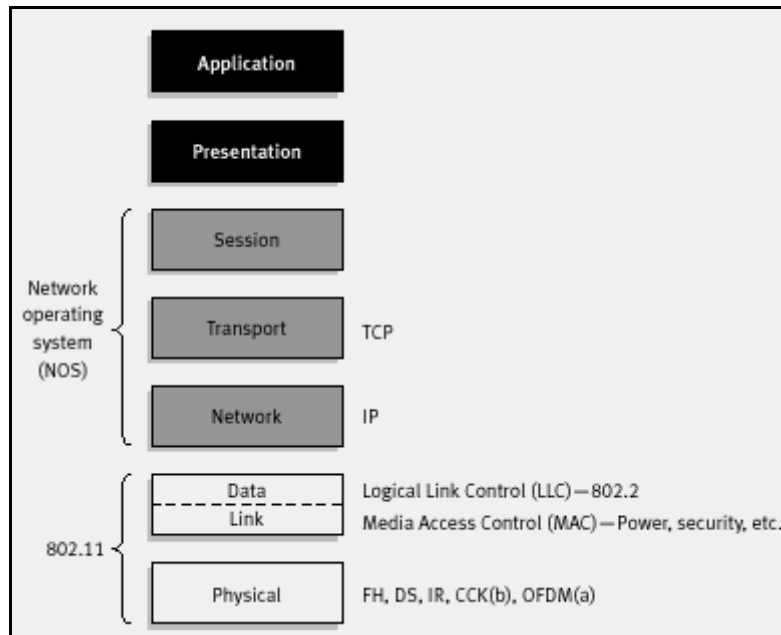 Application
Presentation
Session
Network
operating
system
(NOS)
Transport
TCP
Network
IP
Data
Link
Logical Link Control (LLC)—802.2
Media Access Control (MAC)—Power, security, etc.
802.11
Physical
FH, DS, IR, CCK(b), OFDM(a)